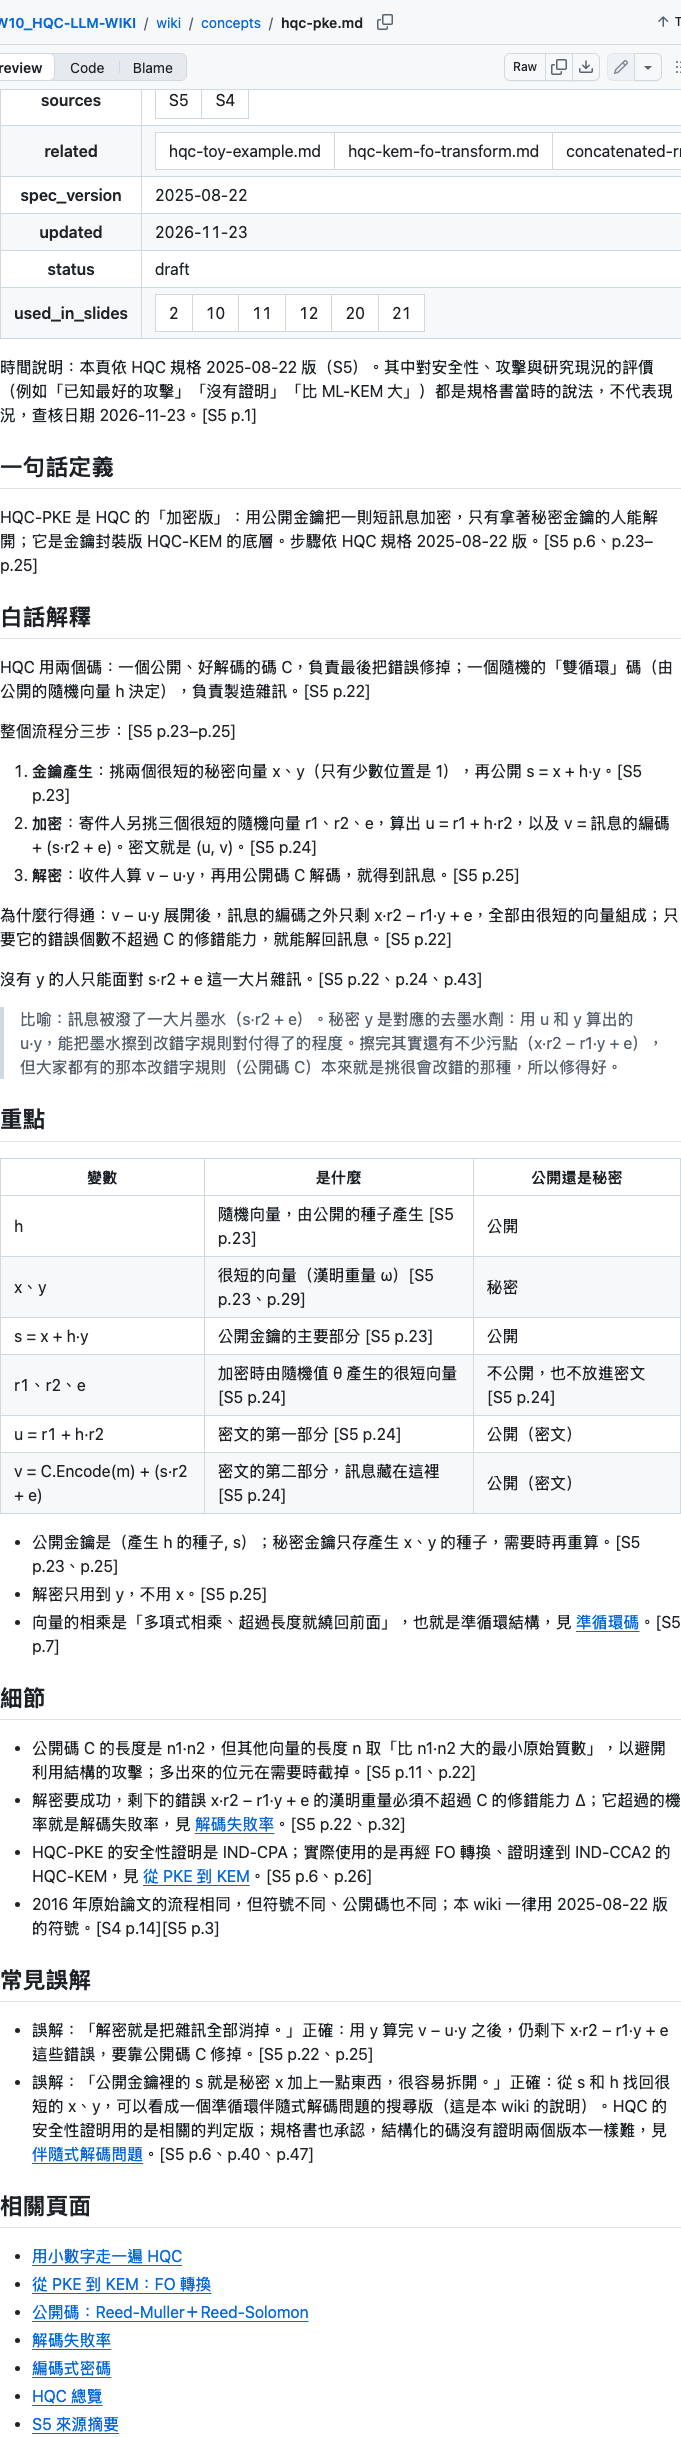 W10_HQC-LLM-WIKI / wiki / concepts / hqc-pke.md
review Code Blame Raw
sources S5 S4
related hqc-toy-example.md hqc-kem-fo-transform.md
spec_version 2025-08-22
updated 2026-11-23
status draft
used_in_slides 2 10 11 12 20 21
時間說明：本頁依 HQC 規格 2025-08-22 版（S5）。其中對安全性、攻擊與研究現況的評價
（例如「已知最好的攻擊」「沒有證明」「比 ML-KEM 大」）都是規格書當時的說法，不代表現
況，查核日期 2026-11-23。[S5 p.1]
一句話定義
HQC-PKE 是 HQC 的「加密版」：用公開金鑰把一則短訊息加密，只有拿著秘密金鑰的人能解
開；它是金鑰封裝版 HQC-KEM 的底層。步驟依 HQC 規格 2025-08-22 版。[S5 p.6、p.23–
p.25]
白話解釋
HQC 用兩個碼：一個公開、好解碼的碼 C，負責最後把錯誤修掉；一個隨機的「雙循環」碼（由
公開的隨機向量 h 決定），負責製造雜訊。[S5 p.22]
整個流程分三步：[S5 p.23–p.25]
1. 金鑰產生：挑兩個很短的秘密向量 x、y（只有少數位置是 1），再公開 s = x + h·y。[S5
p.23]
2. 加密：寄件人另挑三個很短的隨機向量 r1、r2、e，算出 u = r1 + h·r2，以及 v = 訊息的編碼
+ (s·r2 + e)。密文就是 (u, v)。[S5 p.24]
3. 解密：收件人算 v − u·y，再用公開碼 C 解碼，就得到訊息。[S5 p.25]
為什麼行得通：v − u·y 展開後，訊息的編碼之外只剩 x·r2 − r1·y + e，全部由很短的向量組成；只
要它的錯誤個數不超過 C 的修錯能力，就能解回訊息。[S5 p.22]
沒有 y 的人只能面對 s·r2 + e 這一大片雜訊。[S5 p.22、p.24、p.43]
比喻：訊息被潑了一大片墨水（s·r2 + e）。秘密 y 是對應的去墨水劑：用 u 和 y 算出的
u·y，能把墨水擦到改錯字規則對付得了的程度。擦完其實還有不少污點（x·r2 − r1·y + e），
但大家都有的那本改錯字規則（公開碼 C）本來就是挑很會改錯的那種，所以修得好。
重點
變數 是什麼 公開還是秘密
h 隨機向量，由公開的種子產生 [S5 p.23] 公開
x、y 很短的向量（漢明重量 ω）[S5 p.23、p.29] 秘密
s = x + h·y 公開金鑰的主要部分 [S5 p.23] 公開
r1、r2、e 加密時由隨機值 θ 產生的很短向量 [S5 p.24] 不公開，也不放進密文 [S5 p.24]
u = r1 + h·r2 密文的第一部分 [S5 p.24] 公開（密文）
v = C.Encode(m) + (s·r2 + e) 密文的第二部分，訊息藏在這裡 [S5 p.24] 公開（密文）
• 公開金鑰是（產生 h 的種子, s）；秘密金鑰只存產生 x、y 的種子，需要時再重算。[S5
p.23、p.25]
• 解密只用到 y，不用 x。[S5 p.25]
• 向量的相乘是「多項式相乘、超過長度就繞回前面」，也就是準循環結構，見 準循環碼。[S5
p.7]
細節
• 公開碼 C 的長度是 n1·n2，但其他向量的長度 n 取「比 n1·n2 大的最小原始質數」，以避開
利用結構的攻擊；多出來的位元在需要時截掉。[S5 p.11、p.22]
• 解密要成功，剩下的錯誤 x·r2 − r1·y + e 的漢明重量必須不超過 C 的修錯能力 Δ；它超過的機
率就是解碼失敗率，見 解碼失敗率。[S5 p.22、p.32]
• HQC-PKE 的安全性證明是 IND-CPA；實際使用的是再經 FO 轉換、證明達到 IND-CCA2 的
HQC-KEM，見 從 PKE 到 KEM。[S5 p.6、p.26]
• 2016 年原始論文的流程相同，但符號不同、公開碼也不同；本 wiki 一律用 2025-08-22 版
的符號。[S4 p.14][S5 p.3]
常見誤解
• 誤解：「解密就是把雜訊全部消掉。」正確：用 y 算完 v − u·y 之後，仍剩下 x·r2 − r1·y + e
這些錯誤，要靠公開碼 C 修掉。[S5 p.22、p.25]
• 誤解：「公開金鑰裡的 s 就是秘密 x 加上一點東西，很容易拆開。」正確：從 s 和 h 找回很
短的 x、y，可以看成一個準循環伴隨式解碼問題的搜尋版（這是本 wiki 的說明）。HQC 的
安全性證明用的是相關的判定版；規格書也承認，結構化的碼沒有證明兩個版本一樣難，見
伴隨式解碼問題。[S5 p.6、p.40、p.47]
相關頁面
• 用小數字走一遍 HQC
• 從 PKE 到 KEM：FO 轉換
• 公開碼：Reed-Muller＋Reed-Solomon
• 解碼失敗率
• 編碼式密碼
• HQC 總覽
• S5 來源摘要